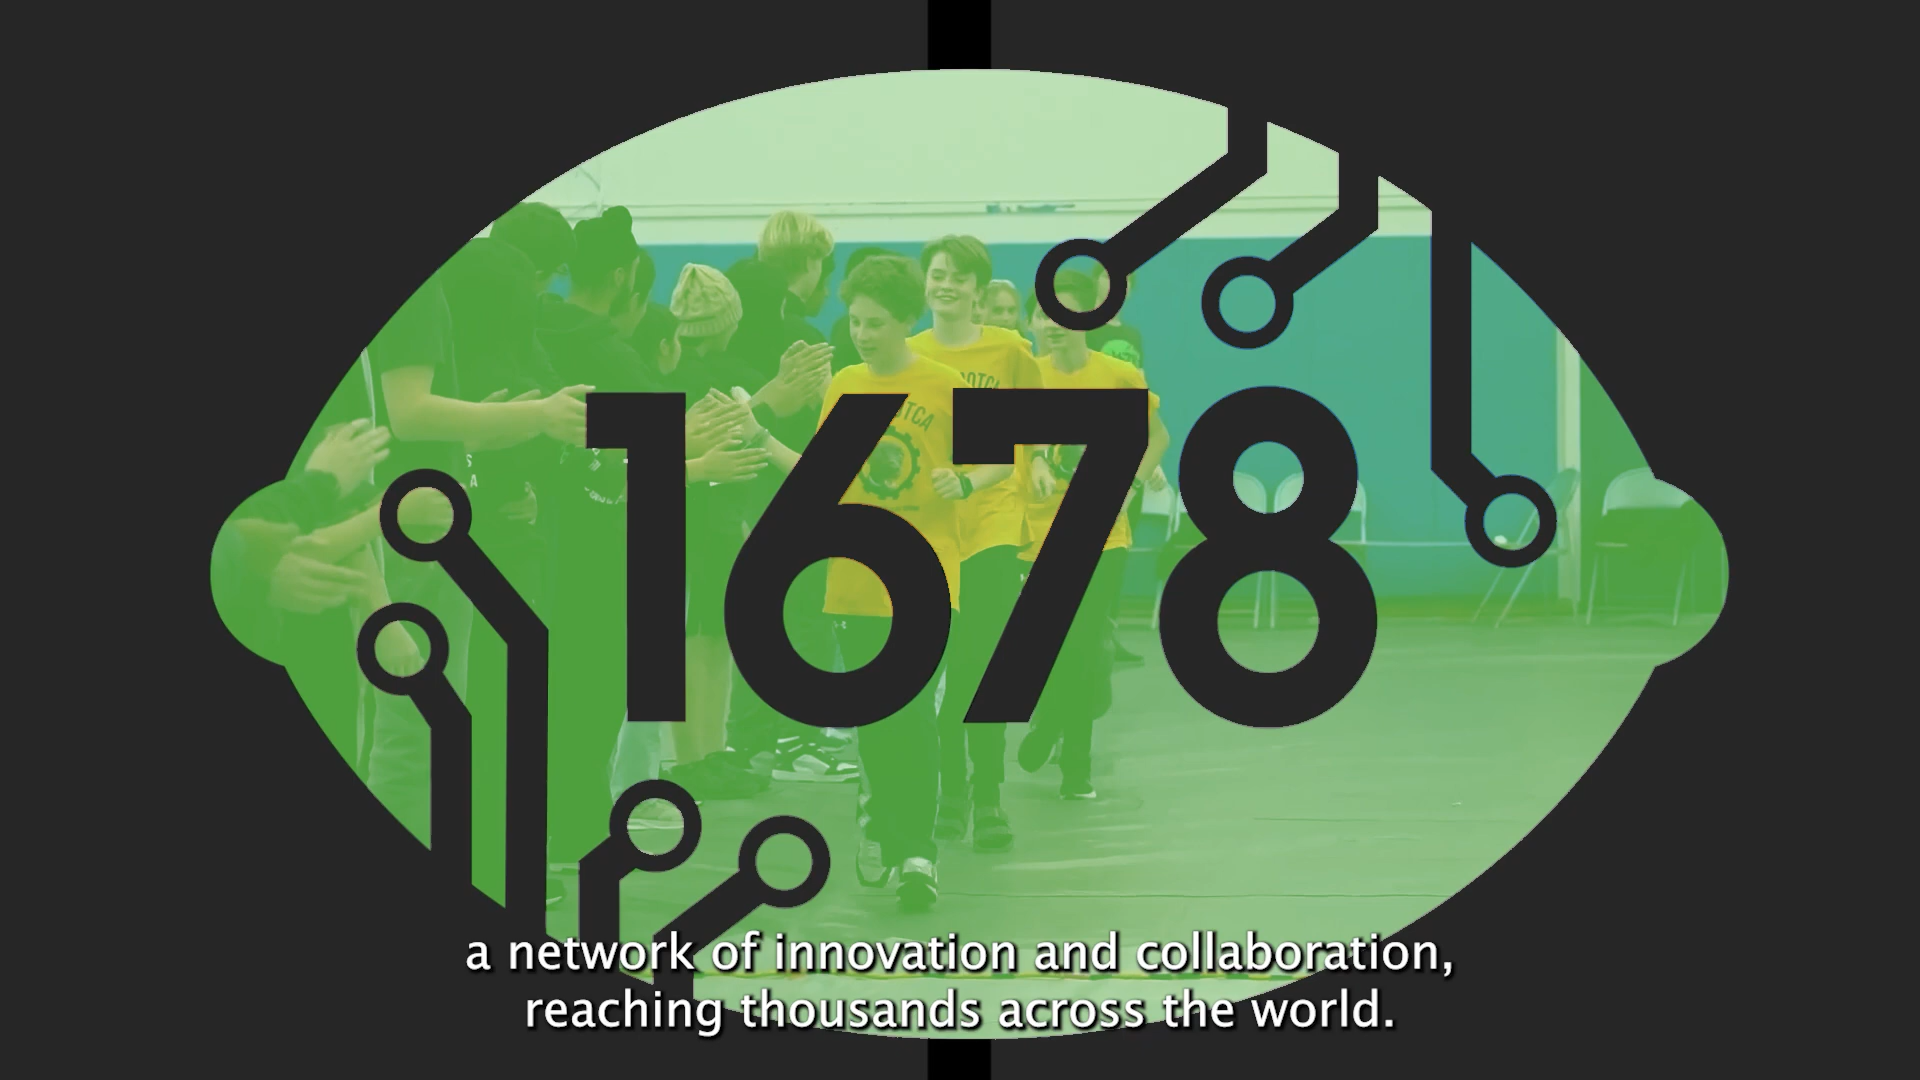 1678
a network of innovation and collaboration,
reaching thousands across the world.